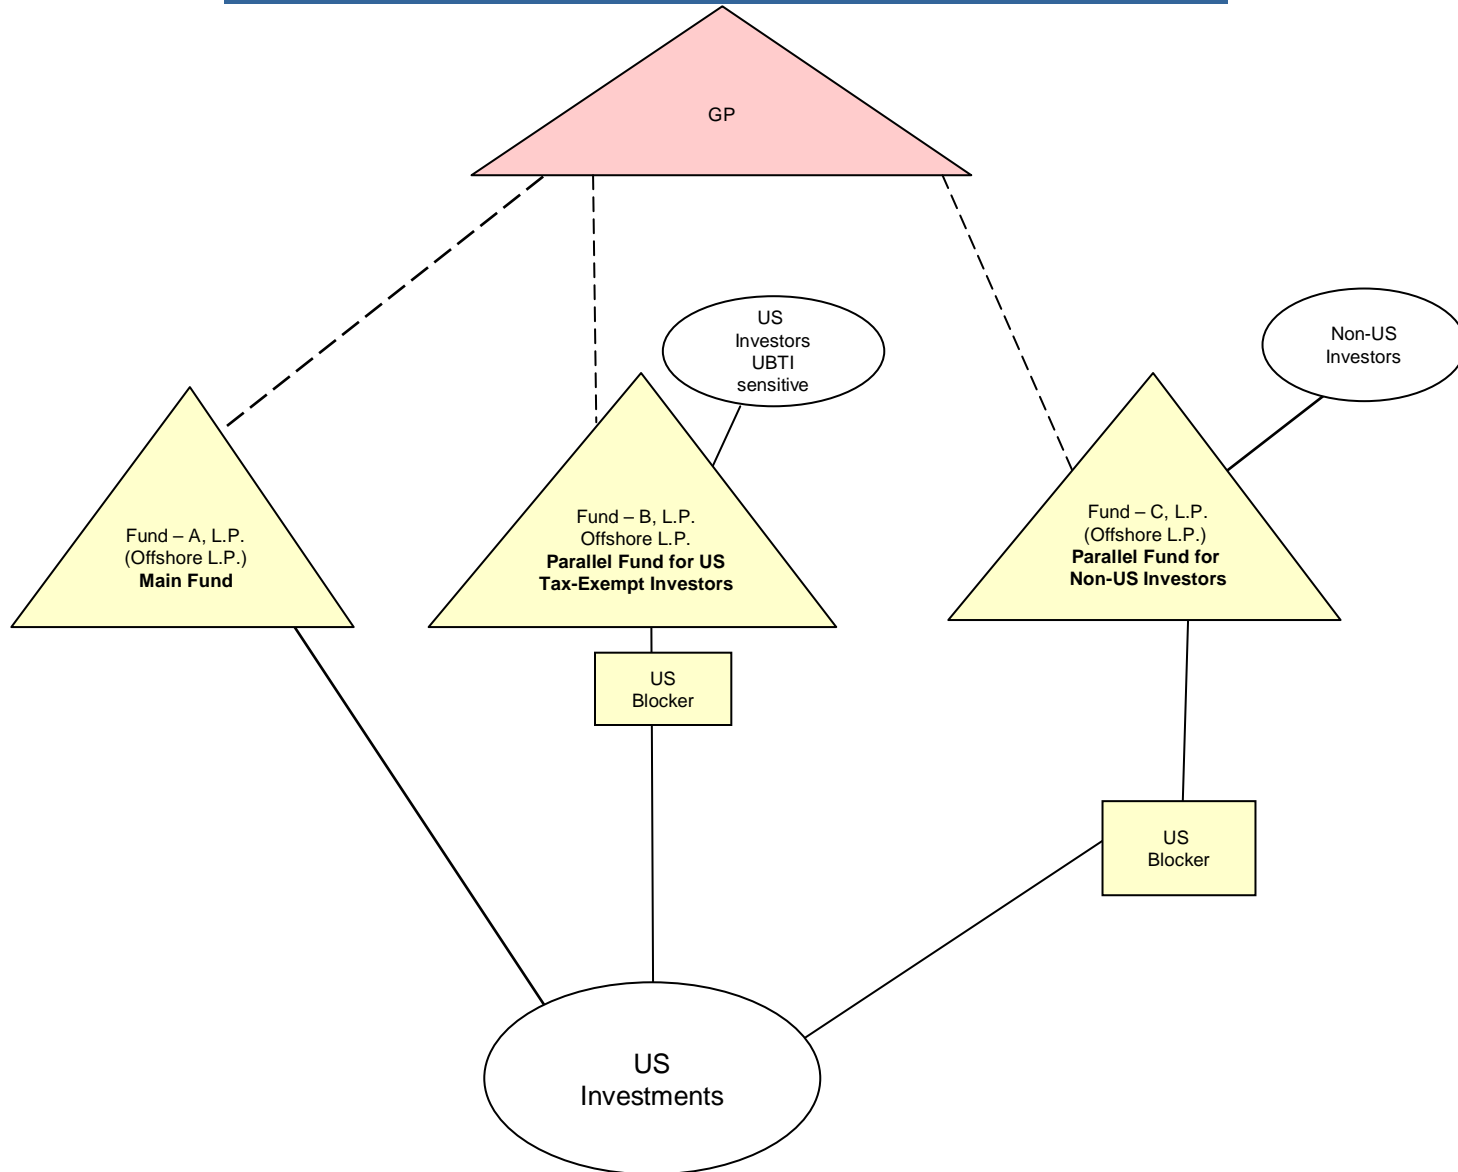 GP
US
Investors
UBTI
sensitive
Non-US
Investors
Fund – A, L.P.
(Offshore L.P.)
Main Fund
Fund – B, L.P.
Offshore L.P.
Parallel Fund for US
Tax-Exempt Investors
Fund – C, L.P.
(Offshore L.P.)
Parallel Fund for
Non-US Investors
US
Blocker
US
Blocker
US
Investments